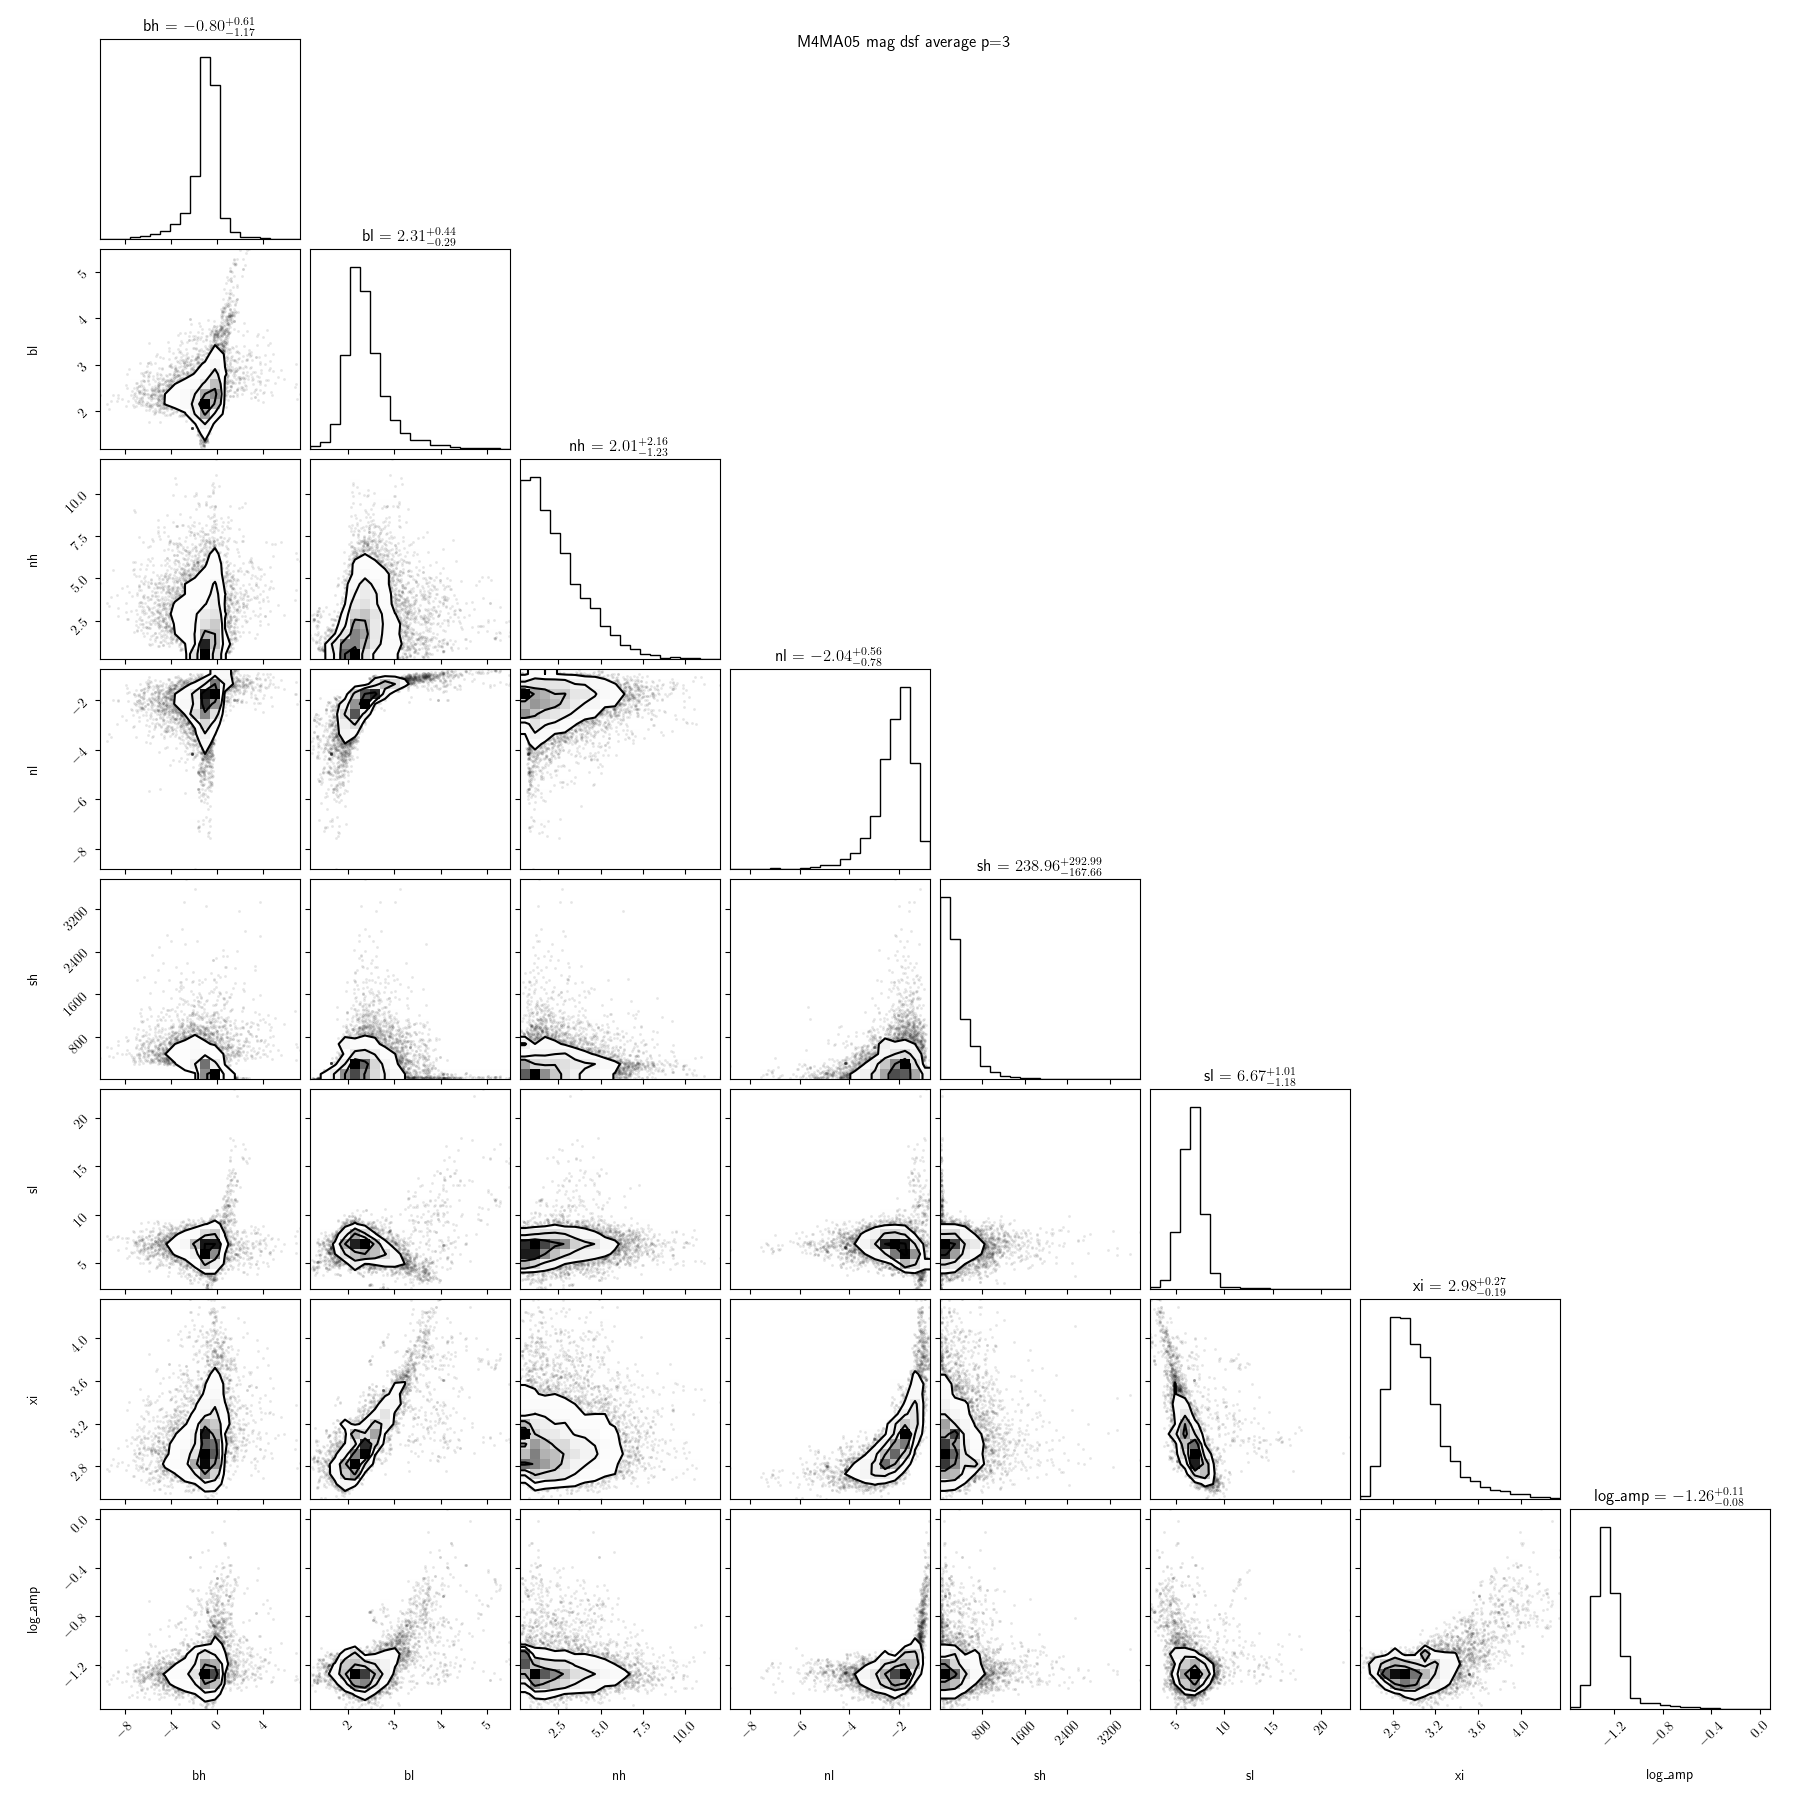 bh = −0.80+0.61 −1.17
M4MA05 mag dsf average p=3
bl = 2.31+0.44 −0.29
bl
5
4
3
2
nh = 2.01+2.16 −1.23
nh
10.0
7.5
5.0
2.5
nl = −2.04+0.56 −0.78
nl
−2
−4
−6
−8
sh = 238.96+292.99 −167.66
sh
3200
2400
1600
800
sl = 6.67+1.01 −1.18
sl
20
15
10
5
xi = 2.98+0.27 −0.19
xi
4.0
3.6
3.2
2.8
log_amp = −1.26+0.11 −0.08
log_amp
0.0
−0.4
−0.8
−1.2
−8 −4 0 4
2 3 4 5
2.5 5.0 7.5 10.0
−8 −6 −4 −2
800 1600 2400 3200
5 10 15 20
2.8 3.2 3.6 4.0
−1.2 −0.8 −0.4 0.0
bh bl nh nl sh sl xi log_amp